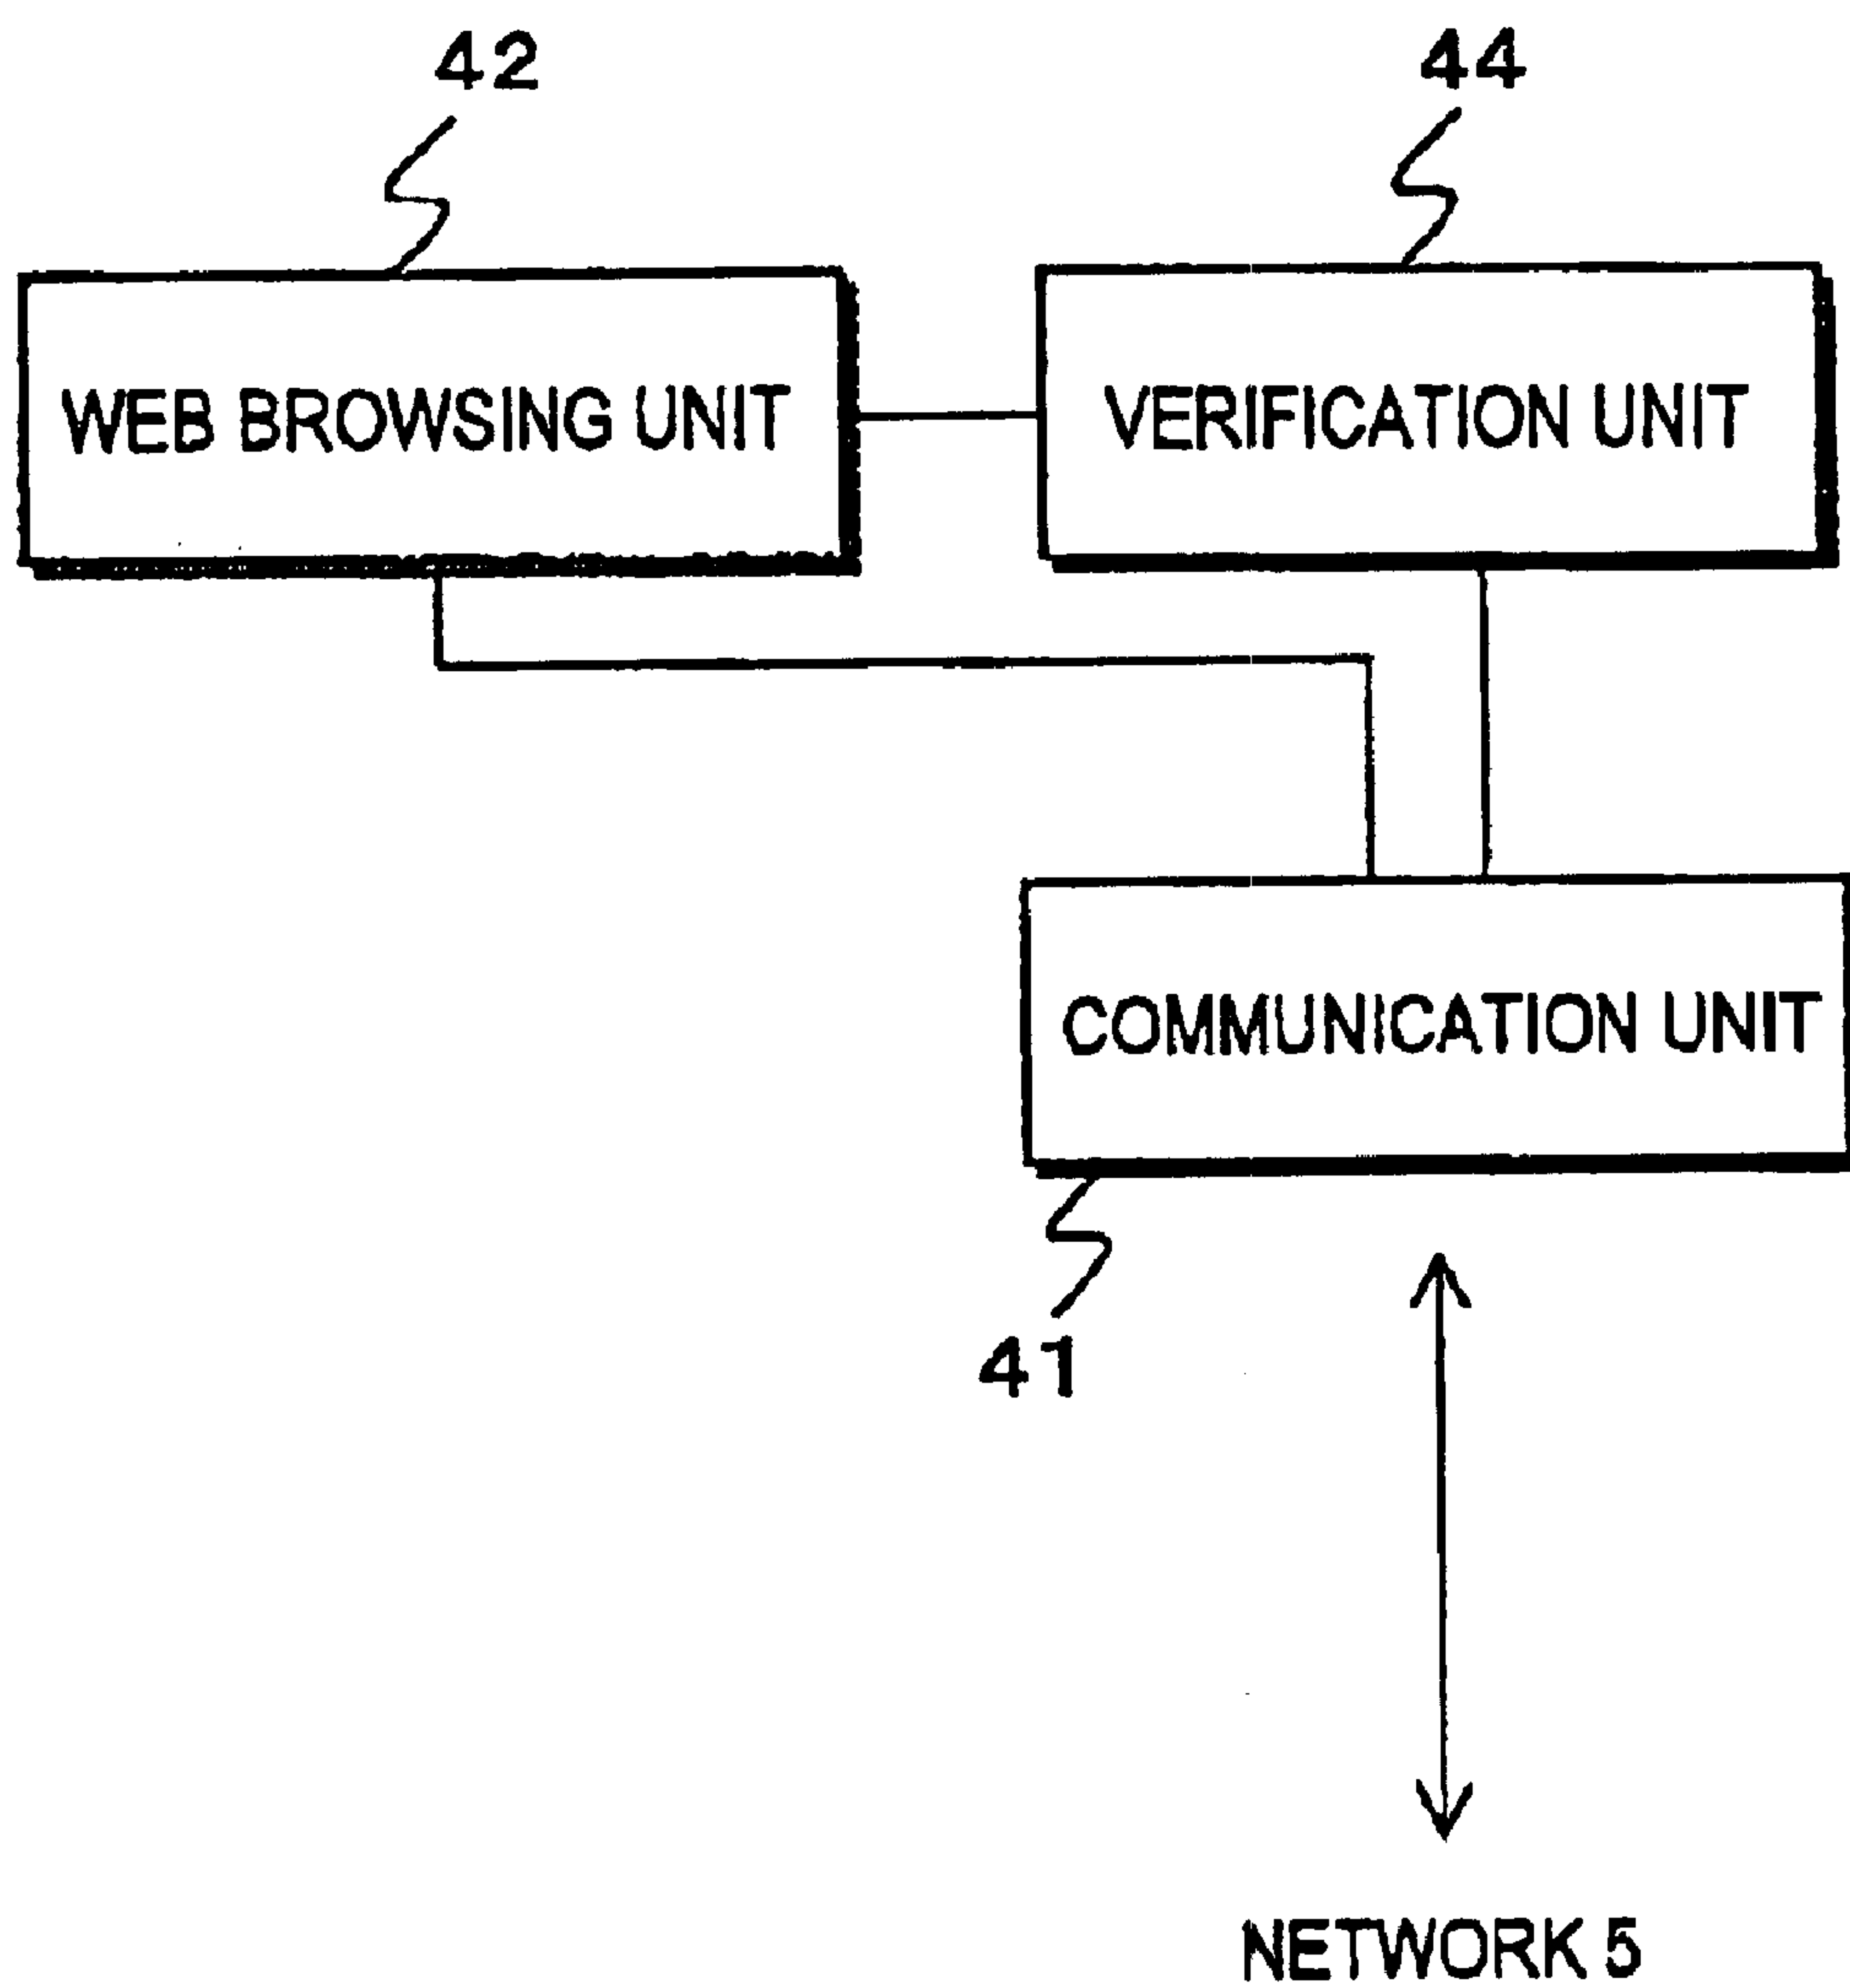 42
44
WEB BROWSING UNIT
VERIFICATION UNIT
COMMUNICATION UNIT
41
NETWORK 5